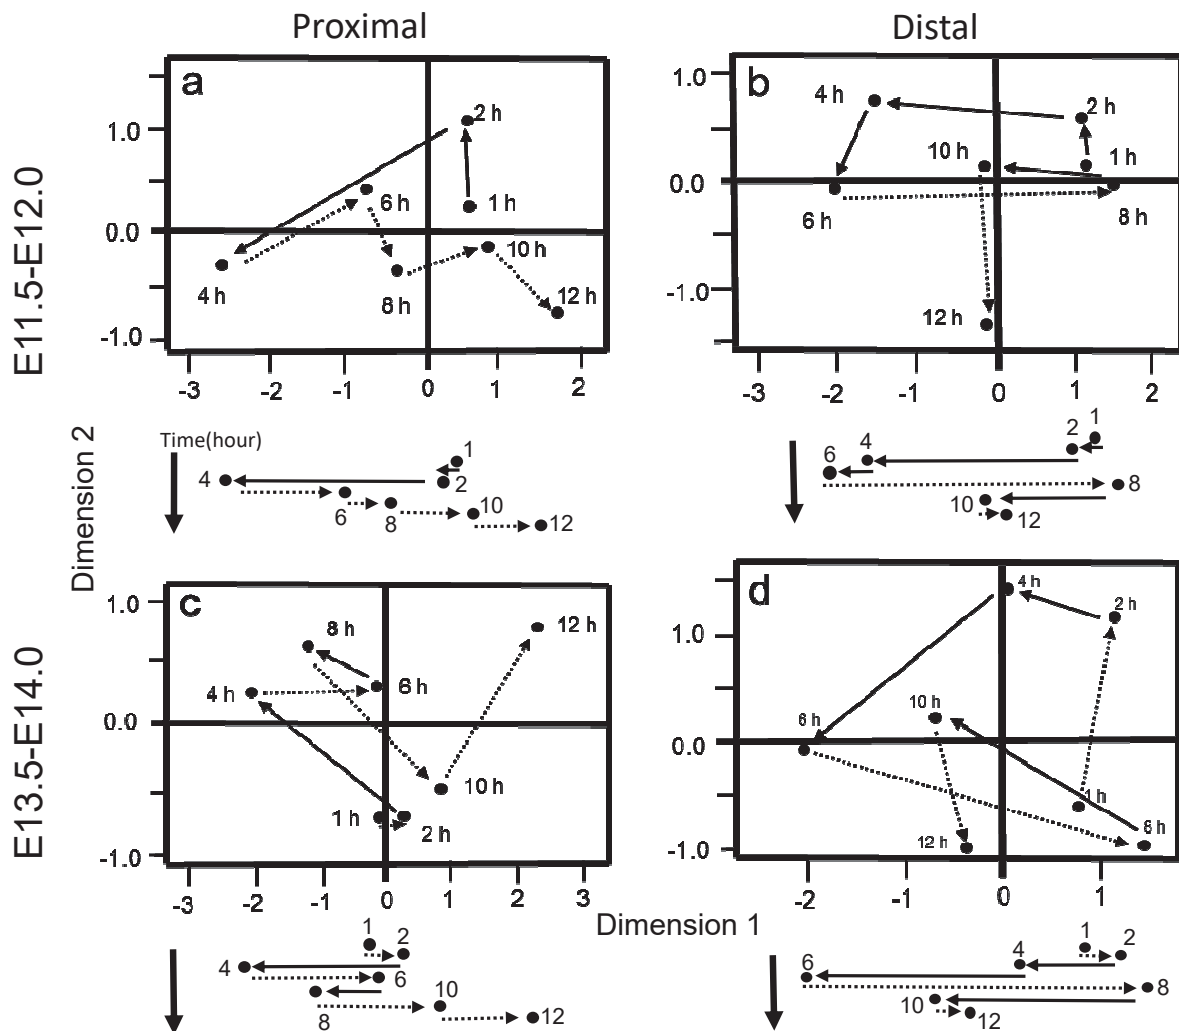 Proximal
Distal
E11.5-E12.0
a
2 h
1 h
6 h
4 h
8 h
10 h
12 h
1.0
0.0
-1.0
-3 -2 -1 0 1 2
b
4 h
2 h
10 h
1 h
6 h
8 h
12 h
1.0
0.0
-1.0
-3 -2 -1 0 1 2
Dimension 2
Time(hour)
1
2
4
6
8
10
12
1
2
4
6
8
10
12
E13.5-E14.0
c
8 h
12 h
4 h
6 h
10 h
1 h
2 h
1.0
0.0
-1.0
-3 -2 -1 0 1 2 3
d
4 h
2 h
10 h
6 h
1 h
6 h
12 h
1.0
0.0
-1.0
-2 -1 0 1
Dimension 1
1
2
4
6
8
10
12
1
2
4
6
8
10
12